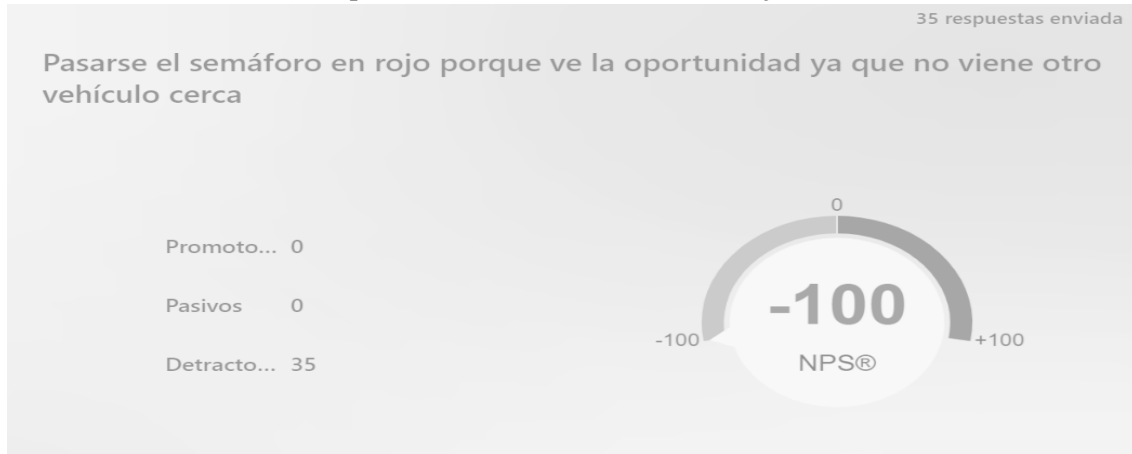 35 respuestas enviada
Pasarse el semáforo en rojo porque ve la oportunidad ya que no viene otro
vehículo cerca
Promoto... 0
Pasivos 0
Detracto... 35
0
-100
-100
+100
NPS®